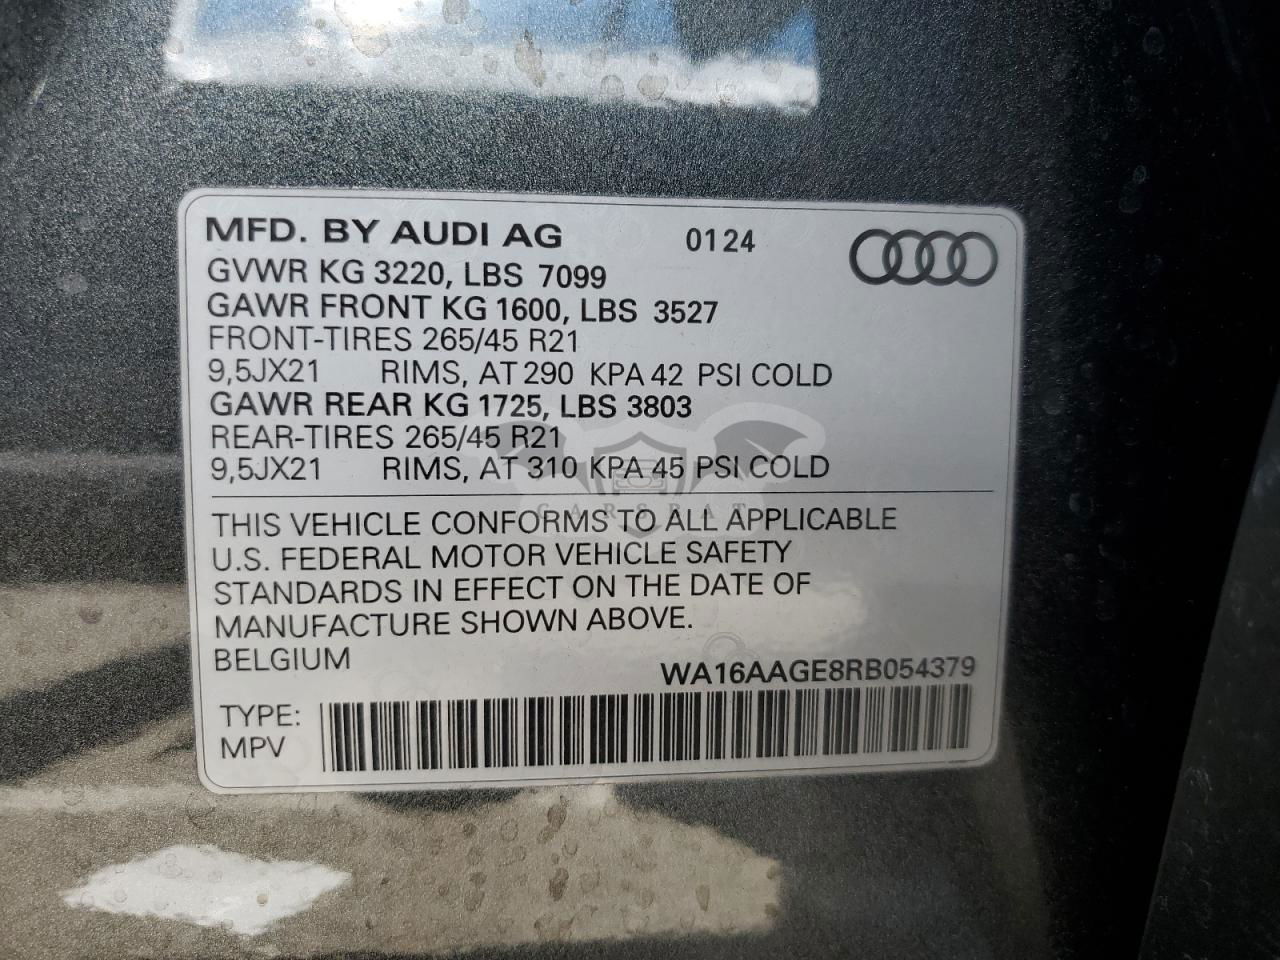 MFD. BY AUDI AG 0124
GVWR KG 3220, LBS 7099
GAWR FRONT KG 1600, LBS 3527
FRONT-TIRES 265/45 R21
9,5JX21 RIMS, AT 290 KPA 42 PSI COLD
GAWR REAR KG 1725, LBS 3803
REAR-TIRES 265/45 R21
9,5JX21 RIMS, AT 310 KPA 45 PSI COLD
CARSBAT
THIS VEHICLE CONFORMS TO ALL APPLICABLE
U.S. FEDERAL MOTOR VEHICLE SAFETY
STANDARDS IN EFFECT ON THE DATE OF
MANUFACTURE SHOWN ABOVE.
BELGIUM WA16AAGE8RB054379
TYPE:
MPV